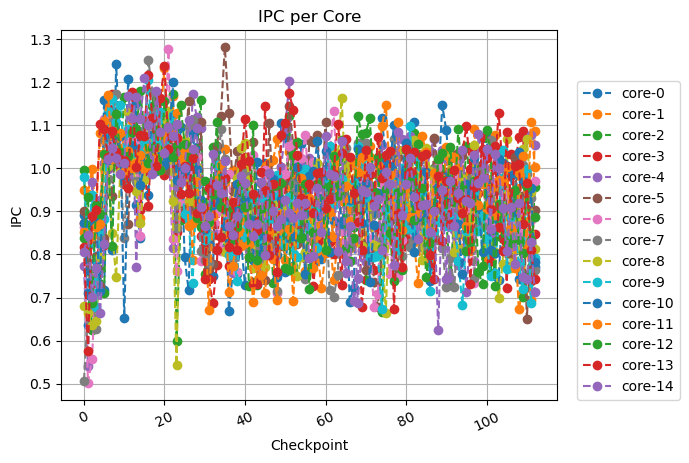 IPC per Core
1.3
1.2
1.1
1.0
0.9
0.8
0.7
0.6
0.5
IPC
0
20
40
60
80
100
Checkpoint
core-0
core-1
core-2
core-3
core-4
core-5
core-6
core-7
core-8
core-9
core-10
core-11
core-12
core-13
core-14